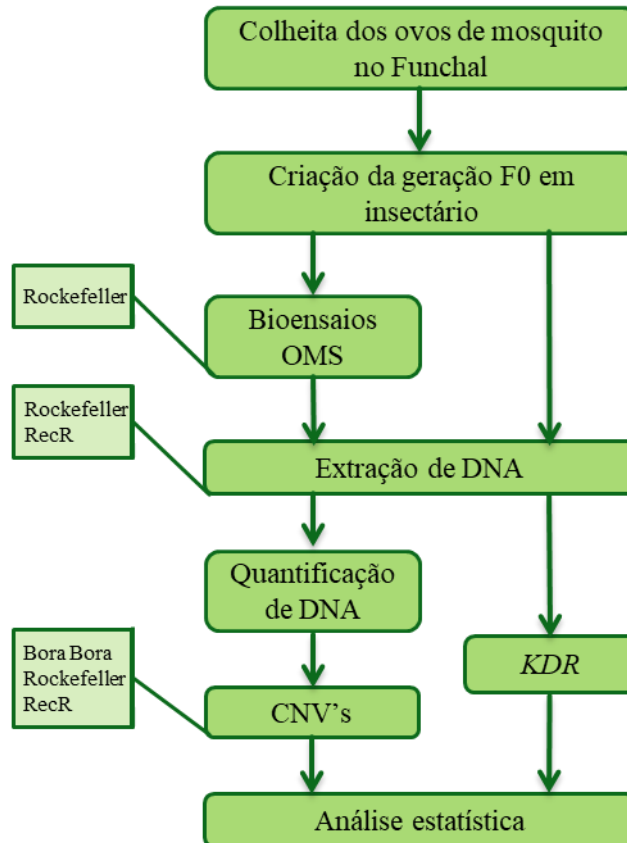 Colheita dos ovos de mosquito
no Funchal
Criação da geração F0 em
insectário
Rockefeller
Bioensaios
OMS
Rockefeller
RecR
Extração de DNA
Quantificação
de DNA
Bora Bora
Rockefeller
RecR
KDR
CNV’s
Análise estatística